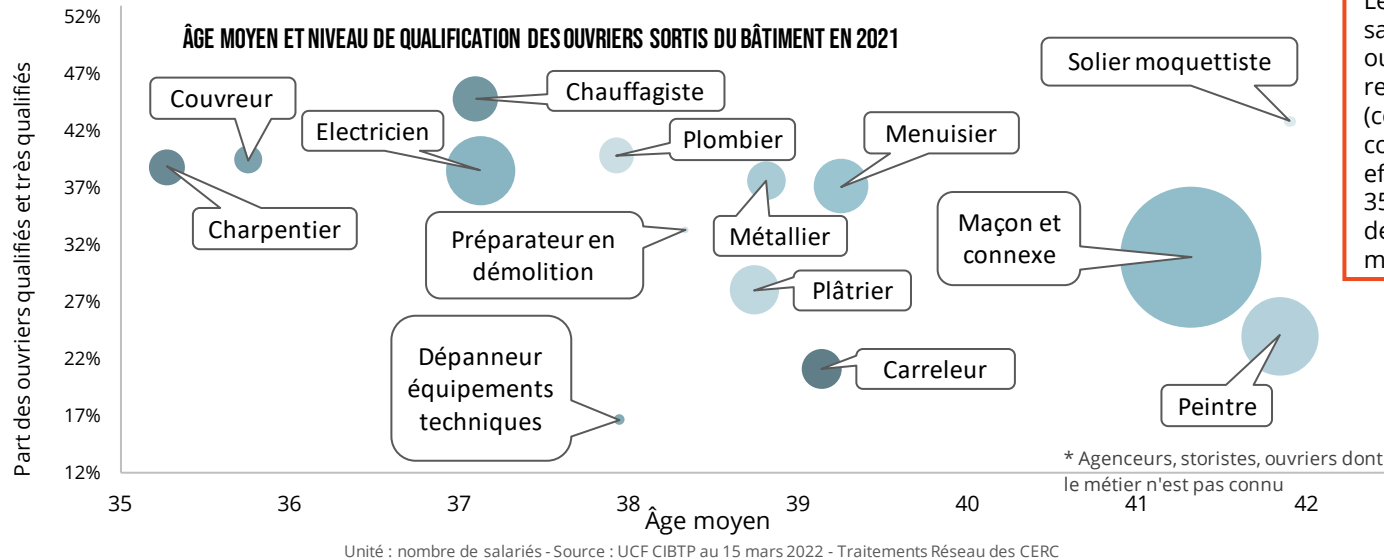 ÂGE MOYEN ET NIVEAU DE QUALIFICATION DES OUVRIERS SORTIS DU BÂTIMENT EN 2021
Part des ouvriers qualifiés et très qualifiés
52%
47%
42%
37%
32%
27%
22%
17%
12%
Solier moquettiste
Chauffagiste
Couvreur
Electricien
Plombier
Menuisier
Charpentier
Préparateur en
démolition
Métallier
Maçon et
connexe
Plâtrier
Dépanneur
équipements
techniques
Carreleur
Peintre
* Agenceurs, storistes, ouvriers dont
le métier n'est pas connu
35
36
37
38
39
40
41
42
Âge moyen
Unité : nombre de salariés - Source : UCF CIBTP au 15 mars 2022 - Traitements Réseau des CERC